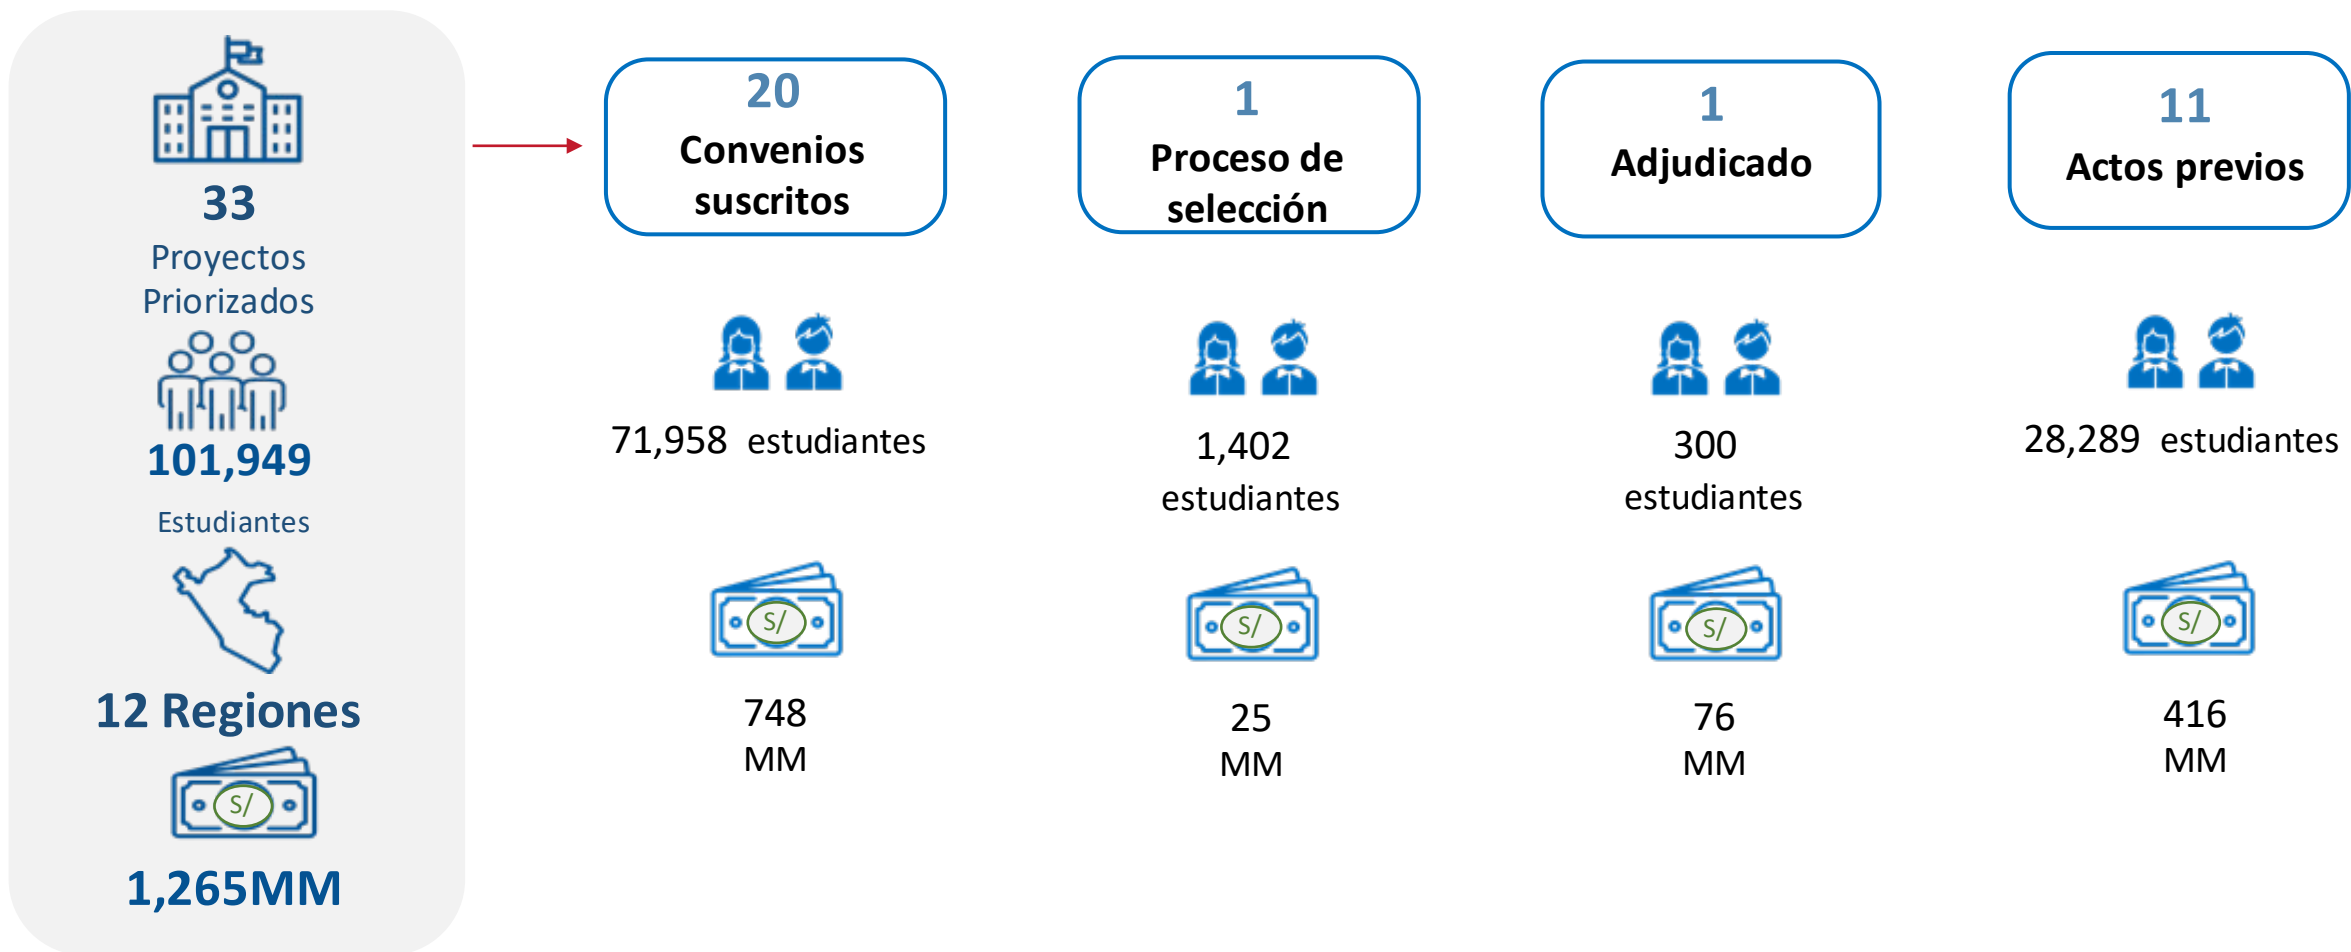 33
Proyectos
Priorizados
101,949
Estudiantes
12 Regiones
S/
1,265MM
20
Convenios
suscritos
71,958 estudiantes
S/
748
MM
1
Proceso de
selección
1,402
estudiantes
S/
25
MM
1
Adjudicado
300
estudiantes
S/
76
MM
11
Actos previos
28,289 estudiantes
S/
416
MM